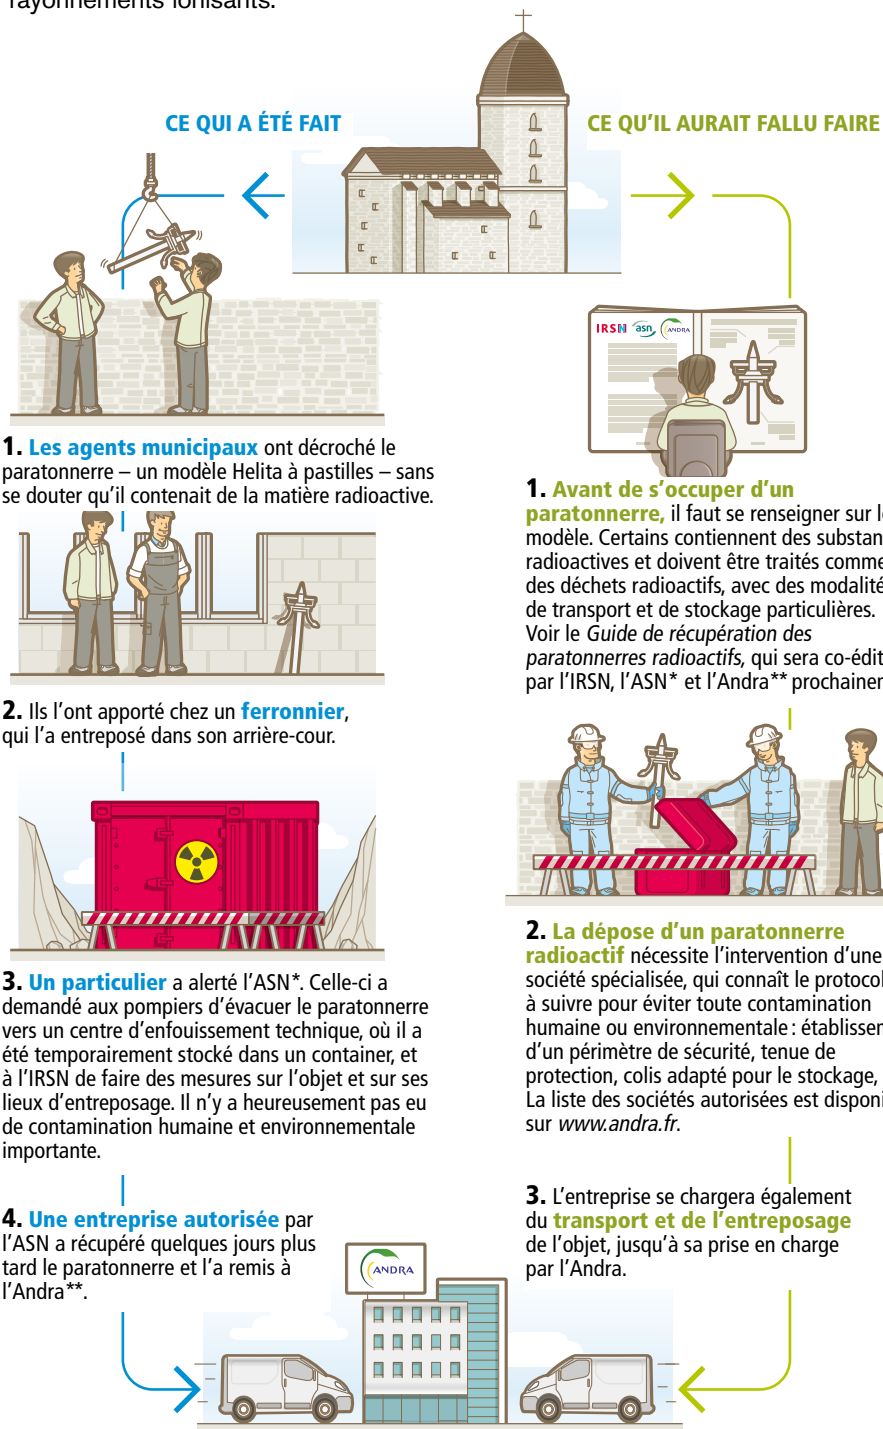 rayonnements ionisants.
CE QUI A ÉTÉ FAIT
1. Les agents municipaux ont décroché le
paratonnerre – un modèle Helita à pastilles – sans
se douter qu'il contenait de la matière radioactive.
2. Ils l'ont apporté chez un ferronnier,
qui l'a entreposé dans son arrière-cour.
3. Un particulier a alerté l'ASN*. Celle-ci a
demandé aux pompiers d'évacuer le paratonnerre
vers un centre d'enfouissement technique, où il a
été temporairement stocké dans un container, et
à l'IRSN de faire des mesures sur l'objet et sur ses
lieux d'entreposage. Il n'y a heureusement pas eu
de contamination humaine et environnementale
importante.
4. Une entreprise autorisée par
l'ASN a récupéré quelques jours plus
tard le paratonnerre et l'a remis à
l'Andra**.
ANDRA
CE QU'IL AURAIT FALLU FAIRE
IRSN asn ANDRA
1. Avant de s'occuper d'un
paratonnerre, il faut se renseigner sur l
modèle. Certains contiennent des substan
radioactives et doivent être traités comme
des déchets radioactifs, avec des modalité
de transport et de stockage particulières.
Voir le Guide de récupération des
paratonnerres radioactifs, qui sera co-édit
par l'IRSN, l'ASN* et l'Andra** prochainer
2. La dépose d'un paratonnerre
radioactif nécessite l'intervention d'une
société spécialisée, qui connaît le protocol
à suivre pour éviter toute contamination
humaine ou environnementale : établissen
d'un périmètre de sécurité, tenue de
protection, colis adapté pour le stockage,
La liste des sociétés autorisées est disponi
sur www.andra.fr.
3. L'entreprise se chargera également
du transport et de l'entreposage
de l'objet, jusqu'à sa prise en charge
par l'Andra.